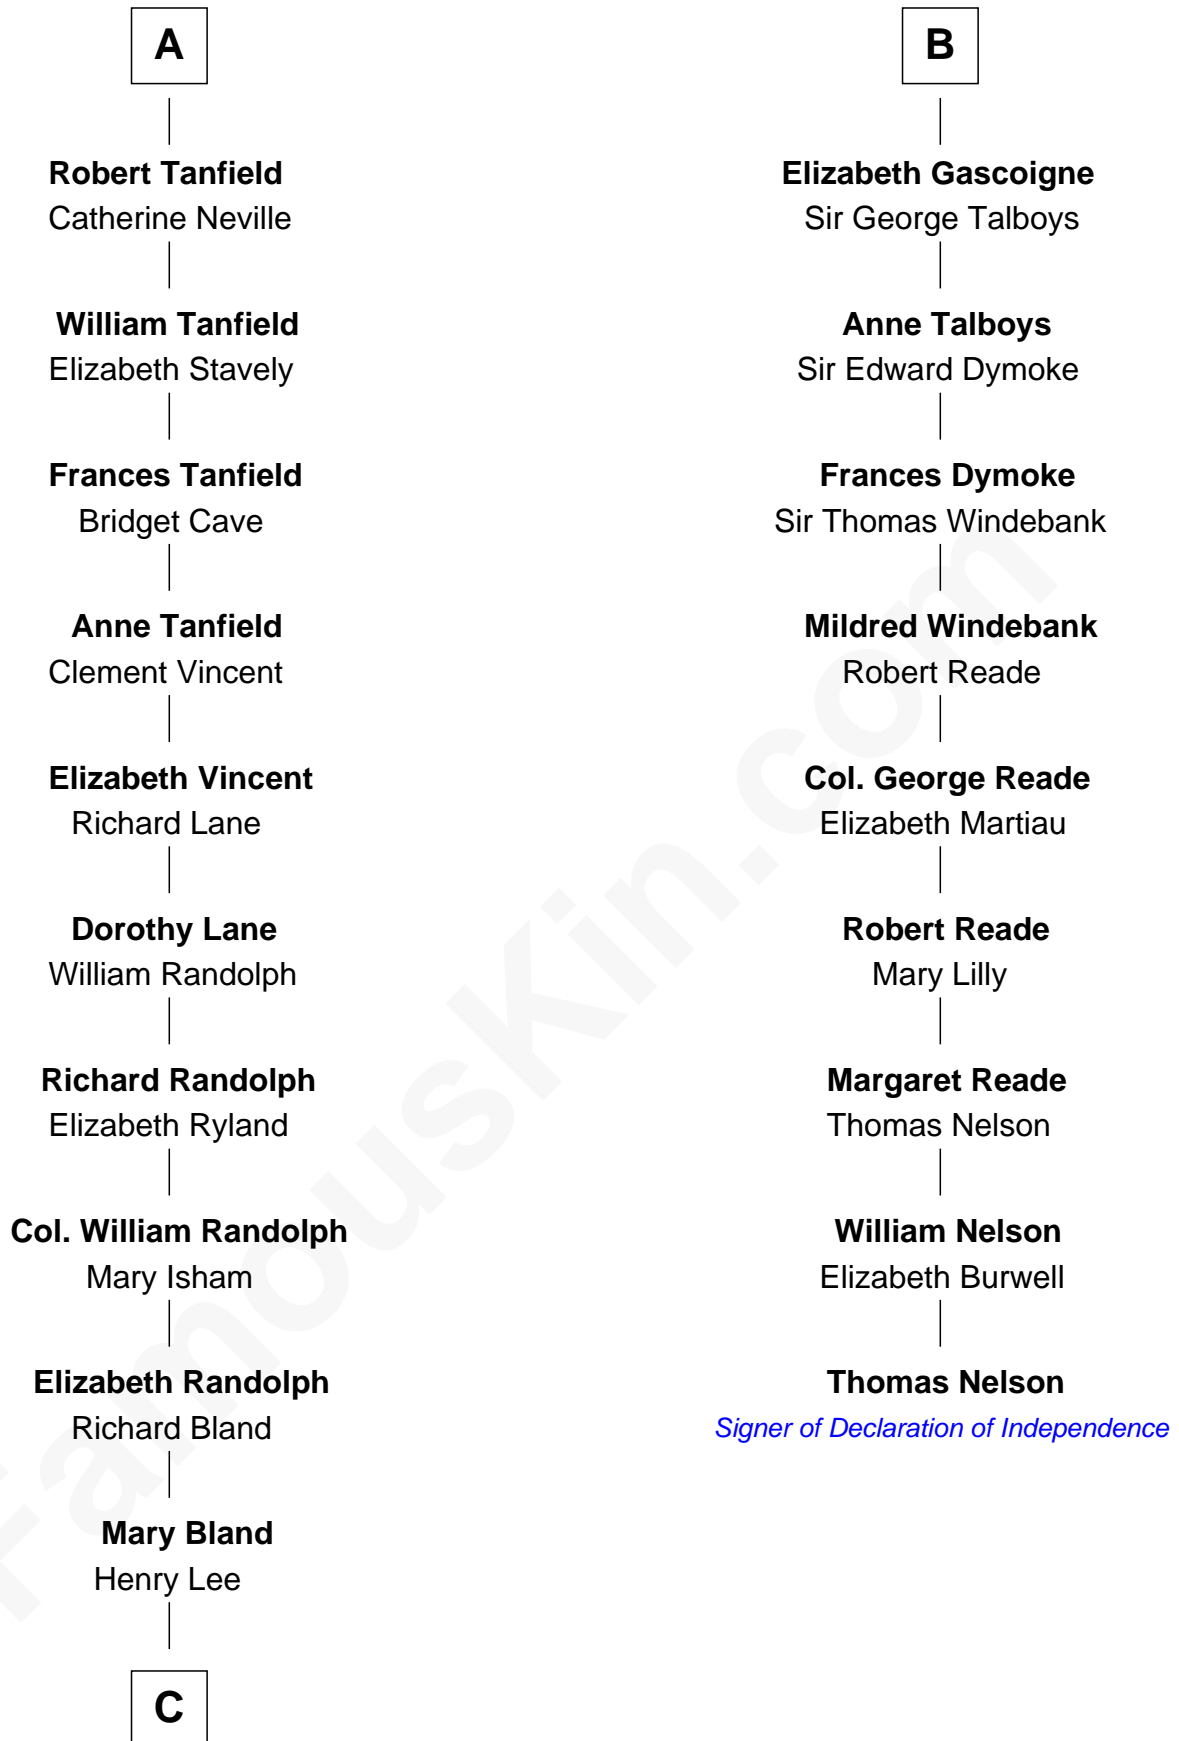 A
Robert Tanfield
Catherine Neville
William Tanfield
Elizabeth Stavely
Frances Tanfield
Bridget Cave
Anne Tanfield
Clement Vincent
Elizabeth Vincent
Richard Lane
Dorothy Lane
William Randolph
Richard Randolph
Elizabeth Ryland
Col. William Randolph
Mary Isham
Elizabeth Randolph
Richard Bland
Mary Bland
Henry Lee
C
B
Elizabeth Gascoigne
Sir George Talboys
Anne Talboys
Sir Edward Dymoke
Frances Dymoke
Sir Thomas Windebank
Mildred Windebank
Robert Reade
Col. George Reade
Elizabeth Martiau
Robert Reade
Mary Lilly
Margaret Reade
Thomas Nelson
William Nelson
Elizabeth Burwell
Thomas Nelson
Signer of Declaration of Independence
FamousKin.com